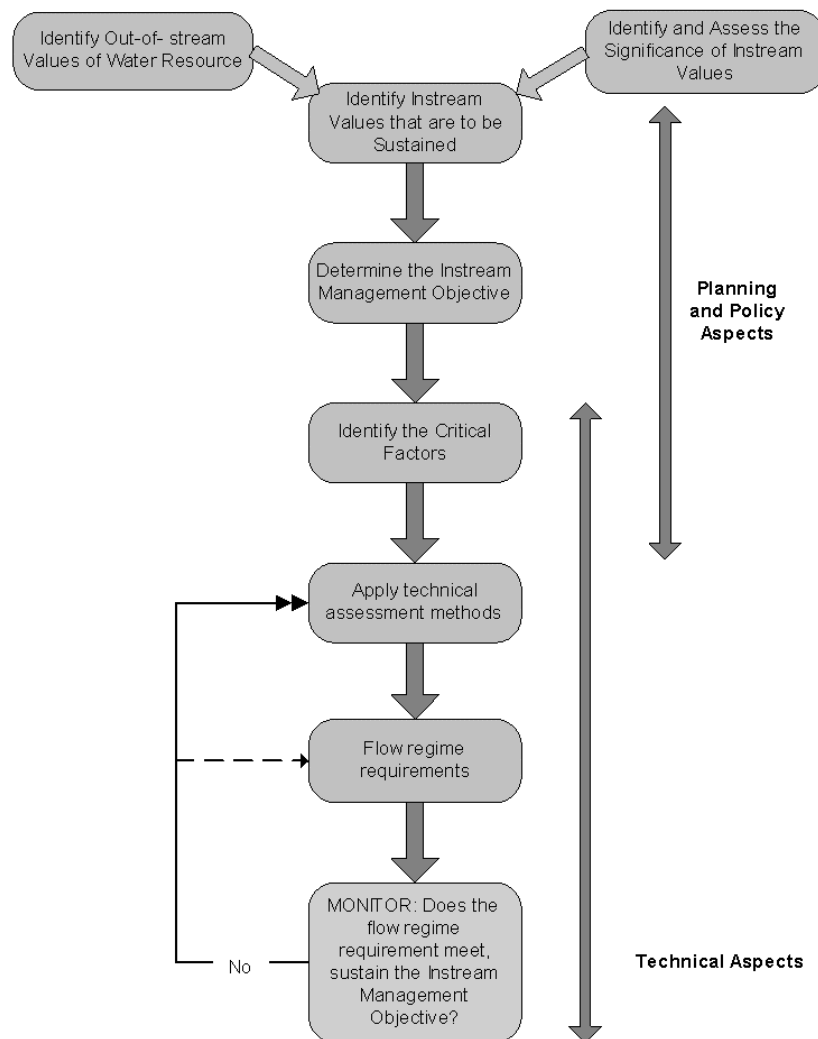 Identify Out-of- stream
Values of Water Resource
Identify and Assess the
Significance of Instream
Values
Identify Instream
Values that are to be
Sustained
Determine the Instream
Management Objective
Planning
and Policy
Aspects
Identify the Critical
Factors
Apply technical
assessment methods
Flow regime
requirements
MONITOR: Does the
flow regime
requirement meet,
sustain the Instream
Management
Objective?
No
Technical Aspects